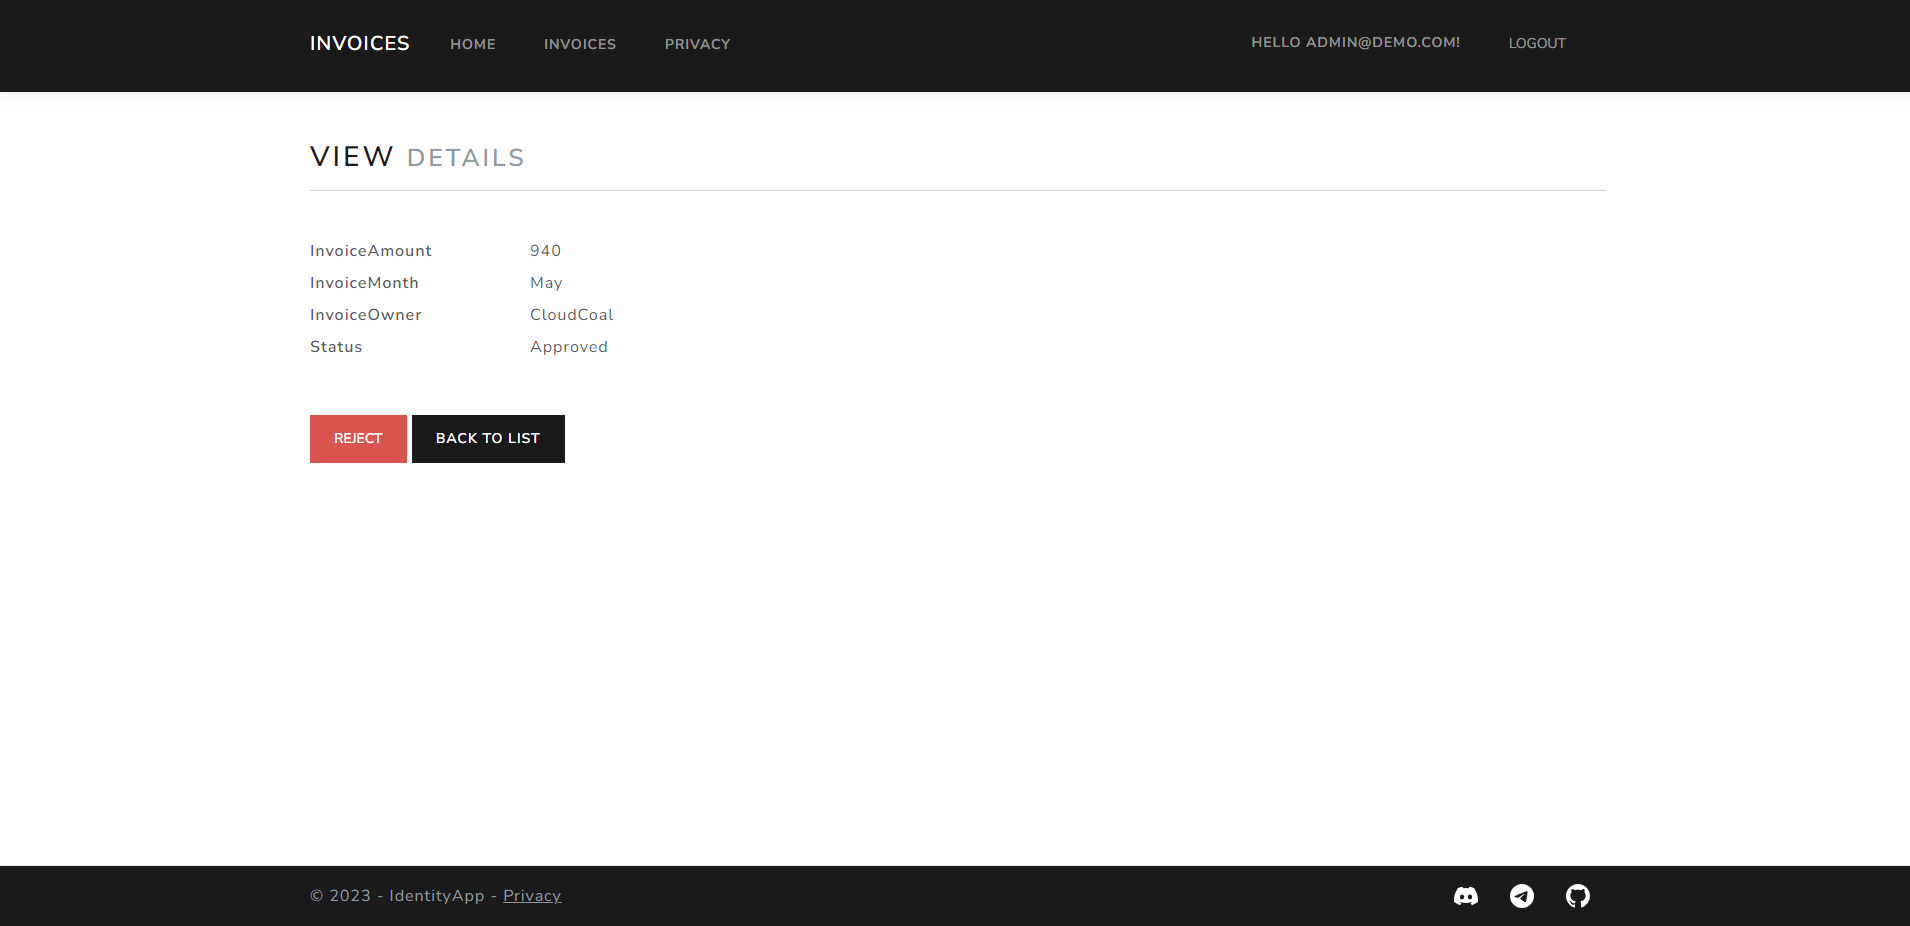 INVOICES HOME INVOICES PRIVACY HELLO ADMIN@DEMO.COM! LOGOUT
VIEW DETAILS
InvoiceAmount 940
InvoiceMonth May
InvoiceOwner CloudCoal
Status Approved
REJECT BACK TO LIST
© 2023 - IdentityApp - Privacy